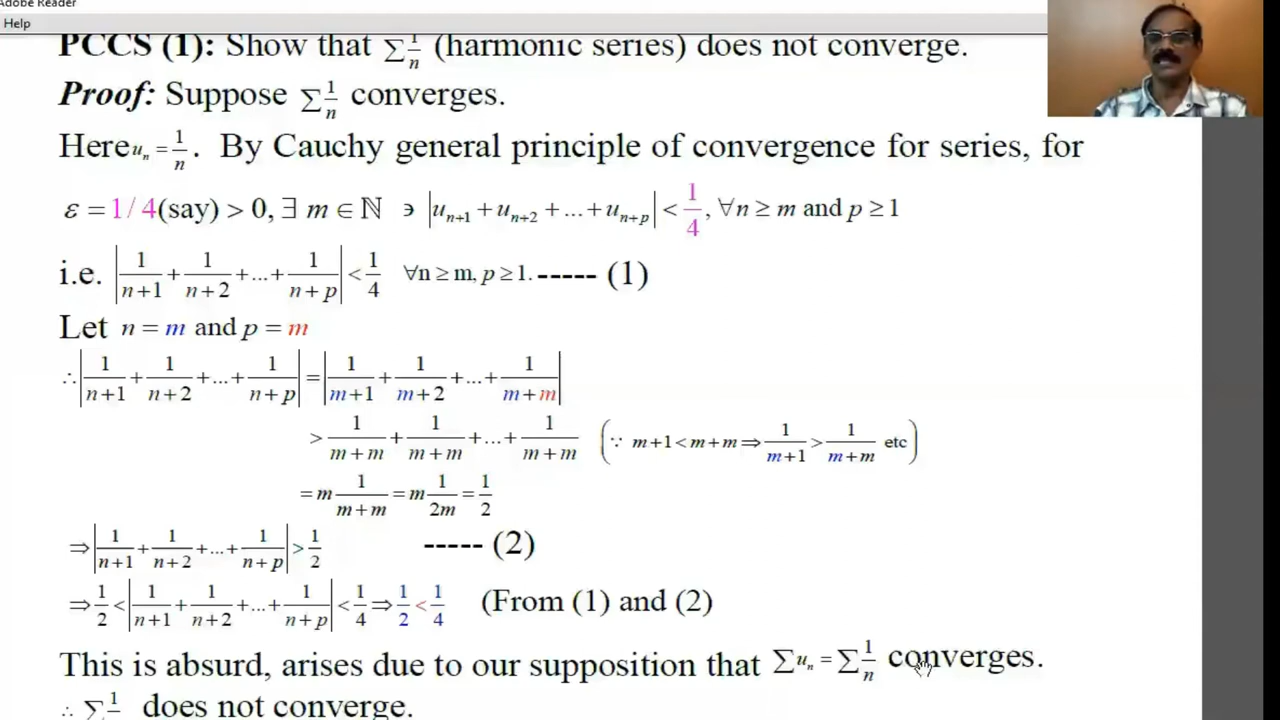 Adobe Reader
Help
PCCS (1): Show that ∑ 1/n (harmonic series) does not converge.
Proof: Suppose ∑ 1/n converges.
Here uₙ = 1/n . By Cauchy general principle of convergence for series, for
ε = 1/4(say) > 0, ∃ m ∈ ℕ ∍ |uₙ₊₁ + uₙ₊₂ + ... + uₙ₊ₚ| < 1/4, ∀n ≥ m and p ≥ 1
i.e. |1/(n+1) + 1/(n+2) + ... + 1/(n+p)| < 1/4 ∀n ≥ m, p ≥ 1. ----- (1)
Let n = m and p = m
∴ |1/(n+1) + 1/(n+2) + ... + 1/(n+p)| = |1/(m+1) + 1/(m+2) + ... + 1/(m+m)|
> 1/(m+m) + 1/(m+m) + ... + 1/(m+m) (∵ m+1 < m+m ⇒ 1/(m+1) > 1/(m+m) etc)
= m 1/(m+m) = m 1/2m = 1/2
⇒ |1/(n+1) + 1/(n+2) + ... + 1/(n+p)| > 1/2 ----- (2)
⇒ 1/2 < |1/(n+1) + 1/(n+2) + ... + 1/(n+p)| < 1/4 ⇒ 1/2 < 1/4 (From (1) and (2)
This is absurd, arises due to our supposition that ∑uₙ = ∑ 1/n converges.
∴ ∑ 1/n does not converge.